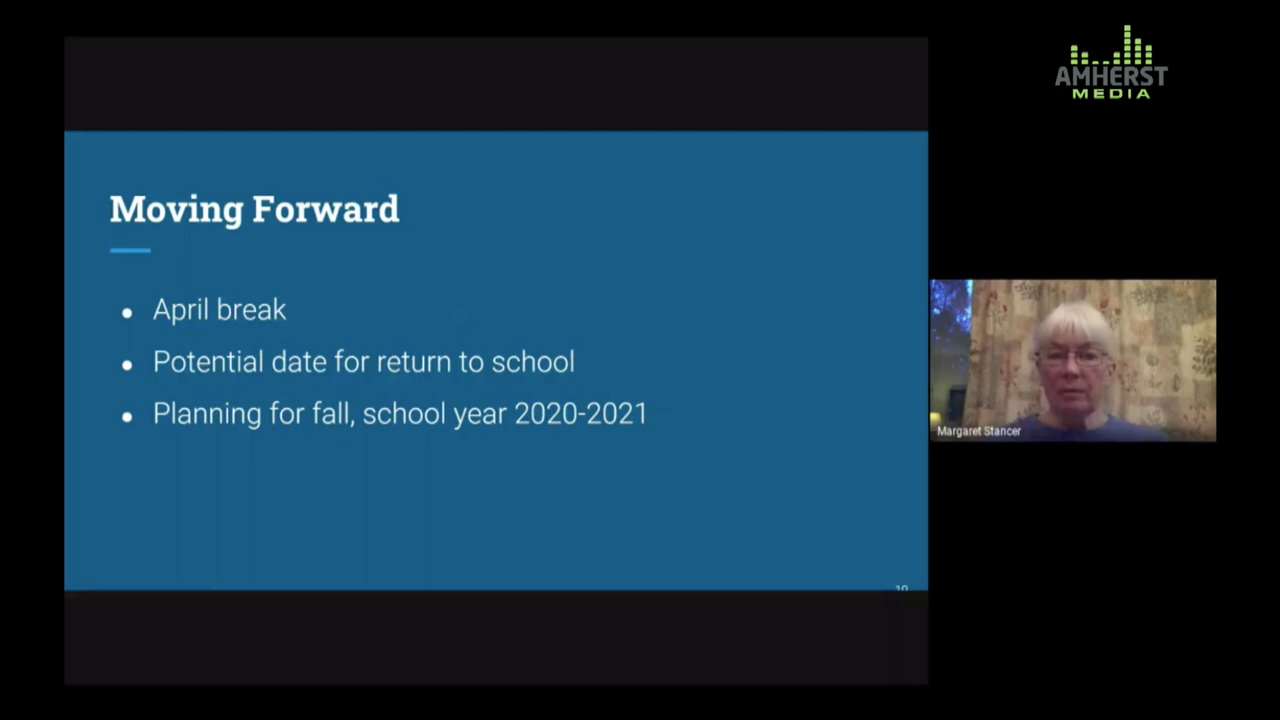 AMHERST
MEDIA
Moving Forward
April break
Potential date for return to school
Planning for fall, school year 2020-2021
Margaret Stancer